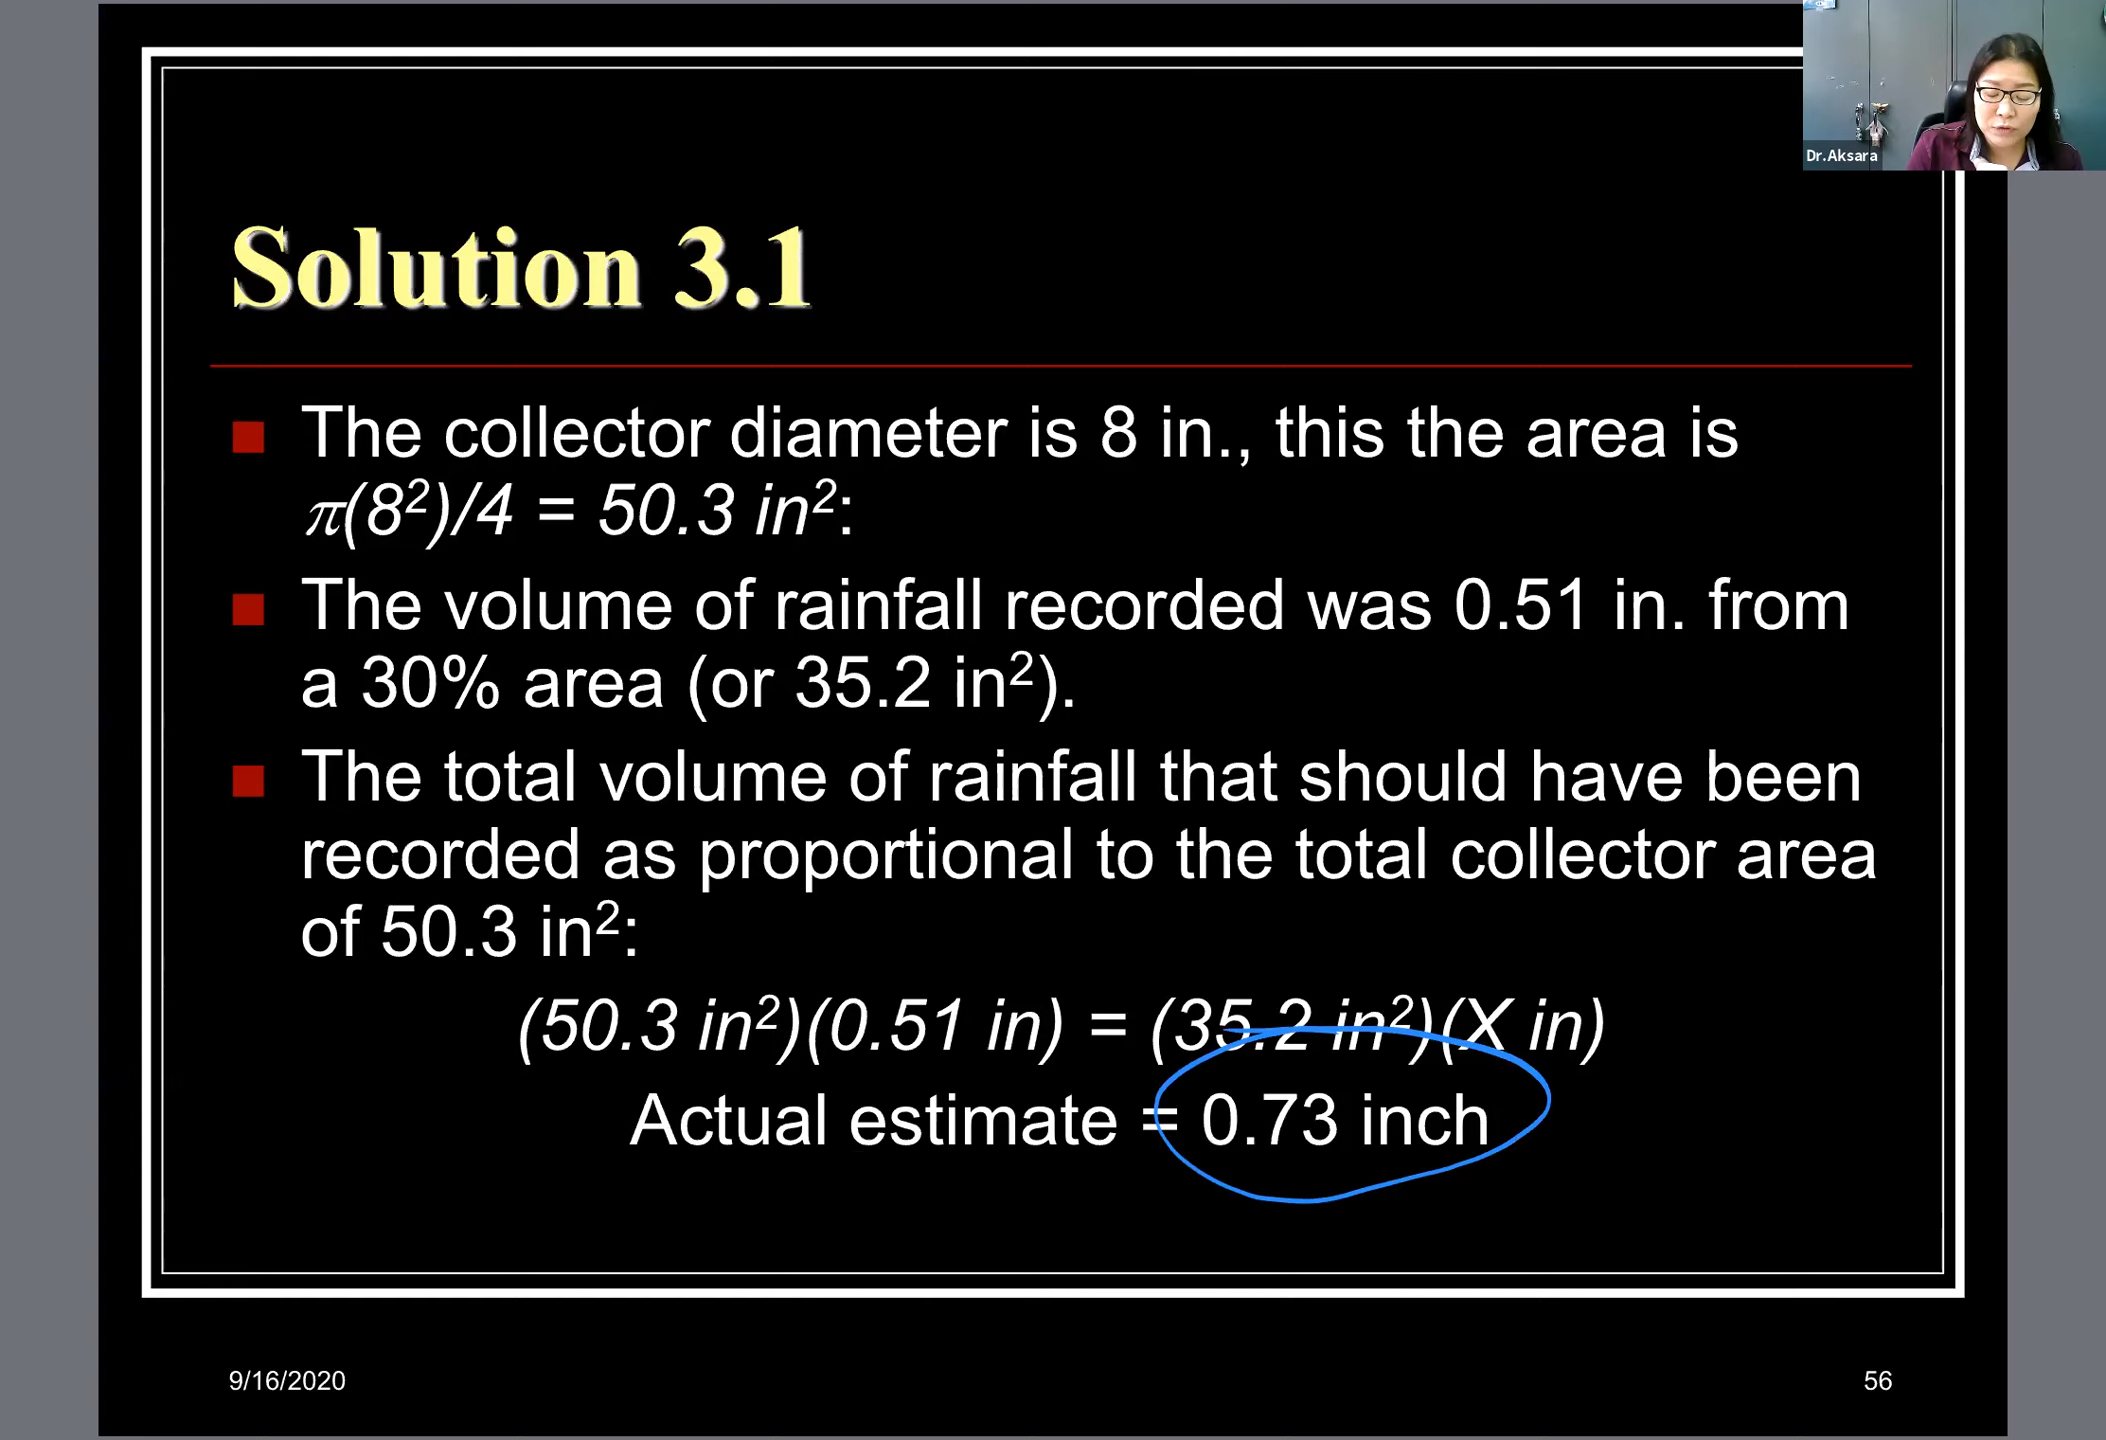 Dr.Aksara
Solution 3.1
The collector diameter is 8 in., this the area is
π(8²)/4 = 50.3 in²:
The volume of rainfall recorded was 0.51 in. from
a 30% area (or 35.2 in²).
The total volume of rainfall that should have been
recorded as proportional to the total collector area
of 50.3 in²:
(50.3 in²)(0.51 in) = (35.2 in²)(X in)
Actual estimate = 0.73 inch
9/16/2020
56